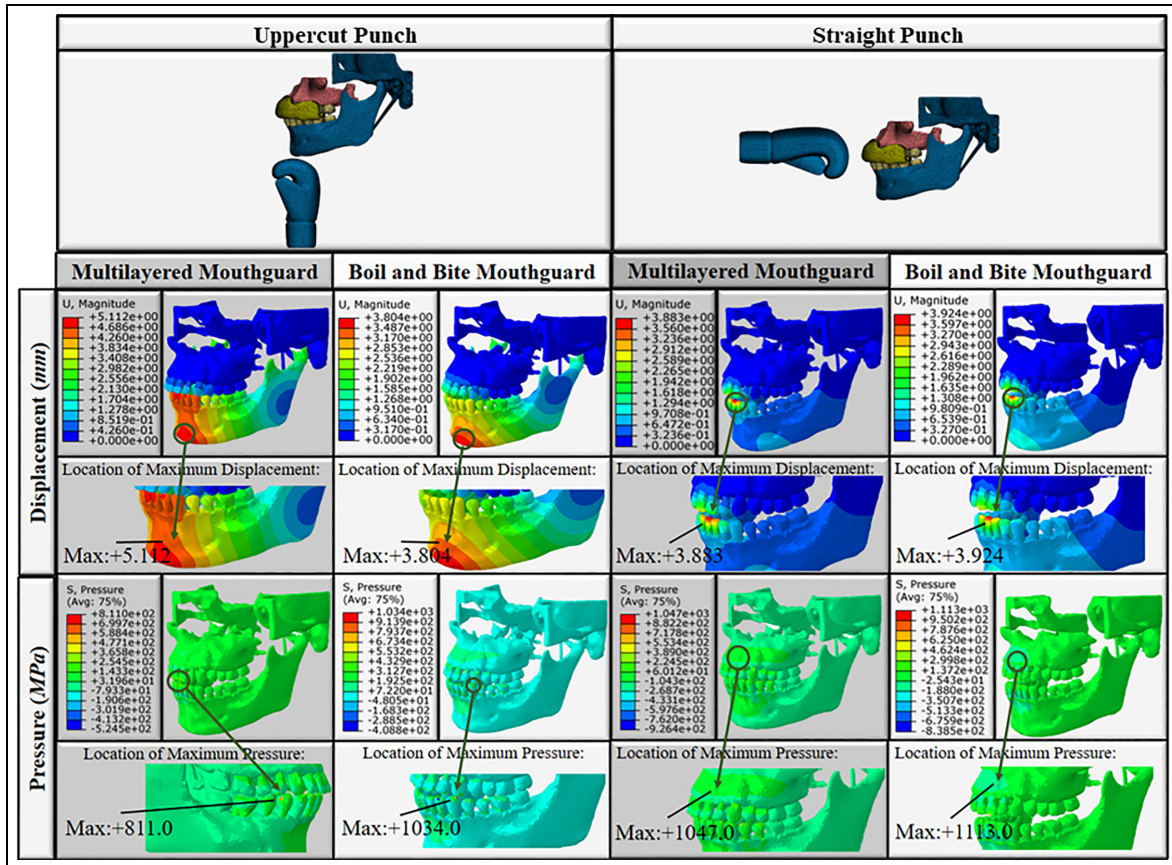 Uppercut Punch
Straight Punch
Multilayered Mouthguard
Boil and Bite Mouthguard
Multilayered Mouthguard
Boil and Bite Mouthguard
Displacement (mm)
U, Magnitude
+5.112e+00
+4.686e+00
+4.260e+00
+3.834e+00
+3.408e+00
+2.982e+00
+2.556e+00
+2.130e+00
+1.704e+00
+1.278e+00
+8.519e-01
+4.260e-01
+0.000e+00
U, Magnitude
+3.804e+00
+3.487e+00
+3.170e+00
+2.853e+00
+2.536e+00
+2.219e+00
+1.902e+00
+1.585e+00
+1.268e+00
+9.510e-01
+6.340e-01
+3.170e-01
+0.000e+00
U, Magnitude
+3.883e+00
+3.560e+00
+3.236e+00
+2.912e+00
+2.589e+00
+2.265e+00
+1.942e+00
+1.618e+00
+1.294e+00
+9.708e-01
+6.472e-01
+3.236e-01
+0.000e+00
U, Magnitude
+3.924e+00
+3.597e+00
+3.270e+00
+2.943e+00
+2.616e+00
+2.289e+00
+1.962e+00
+1.635e+00
+1.308e+00
+9.809e-01
+6.539e-01
+3.270e-01
+0.000e+00
Location of Maximum Displacement:
Max:+5.112
Location of Maximum Displacement:
Max:+3.804
Location of Maximum Displacement:
Max:+3.883
Location of Maximum Displacement:
Max:+3.924
Pressure (MPa)
S, Pressure
(Avg: 75%)
+8.110e+02
+6.997e+02
+5.884e+02
+4.771e+02
+3.658e+02
+2.545e+02
+1.433e+02
+3.196e+01
-7.933e+01
-1.906e+02
-3.019e+02
-4.132e+02
-5.245e+02
S, Pressure
(Avg: 75%)
+1.034e+03
+9.139e+02
+7.937e+02
+6.734e+02
+5.532e+02
+4.329e+02
+3.127e+02
+1.925e+02
+7.220e+01
-4.805e+01
-1.683e+02
-2.885e+02
-4.088e+02
S, Pressure
(Avg: 75%)
+1.047e+03
+8.822e+02
+7.178e+02
+5.534e+02
+3.890e+02
+2.245e+02
+6.012e+01
-1.043e+02
-2.687e+02
-4.331e+02
-5.976e+02
-7.620e+02
-9.264e+02
S, Pressure
(Avg: 75%)
+1.113e+03
+9.502e+02
+7.876e+02
+6.250e+02
+4.624e+02
+2.998e+02
+1.372e+02
-2.543e+01
-1.880e+02
-3.507e+02
-5.133e+02
-6.759e+02
-8.385e+02
Location of Maximum Pressure:
Max:+811.0
Location of Maximum Pressure:
Max:+1034.0
Location of Maximum Pressure:
Max:+1047.0
Location of Maximum Pressure:
Max:+1113.0